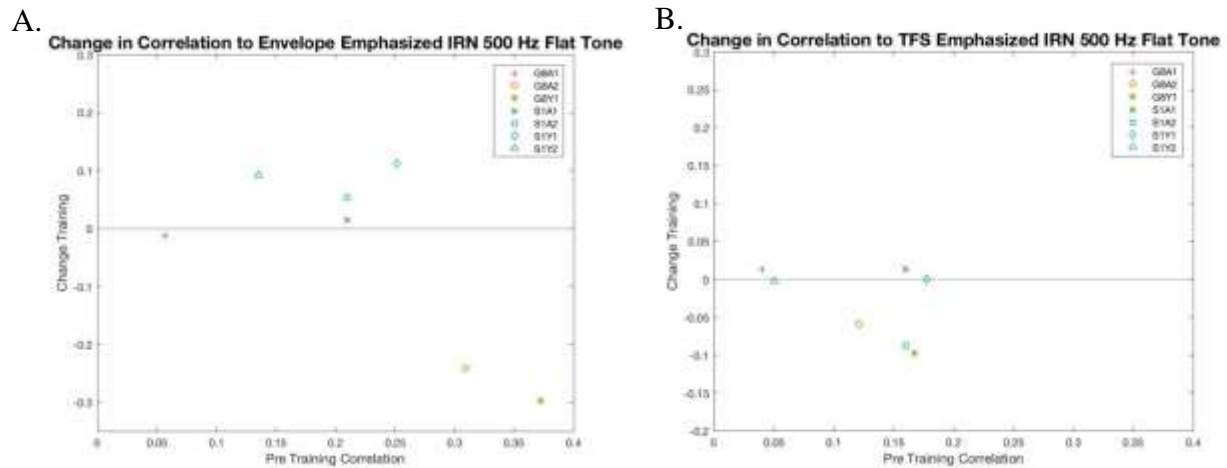 A.
Change in Correlation to Envelope Emphasized IRN 500 Hz Flat Tone
0.3
0.2
0.1
0
-0.1
-0.2
-0.3
Change Training
0 0.05 0.1 0.15 0.2 0.25 0.3 0.35 0.4
Pre Training Correlation
G8A1
G8A2
G8Y1
S1A1
S1A2
S1Y1
S1Y2
B.
Change in Correlation to TFS Emphasized IRN 500 Hz Flat Tone
0.3
0.25
0.2
0.15
0.1
0.05
0
-0.05
-0.1
-0.15
-0.2
Change Training
0 0.05 0.1 0.15 0.2 0.25 0.3 0.35 0.4
Pre Training Correlation
G8A1
G8A2
G8Y1
S1A1
S1A2
S1Y1
S1Y2